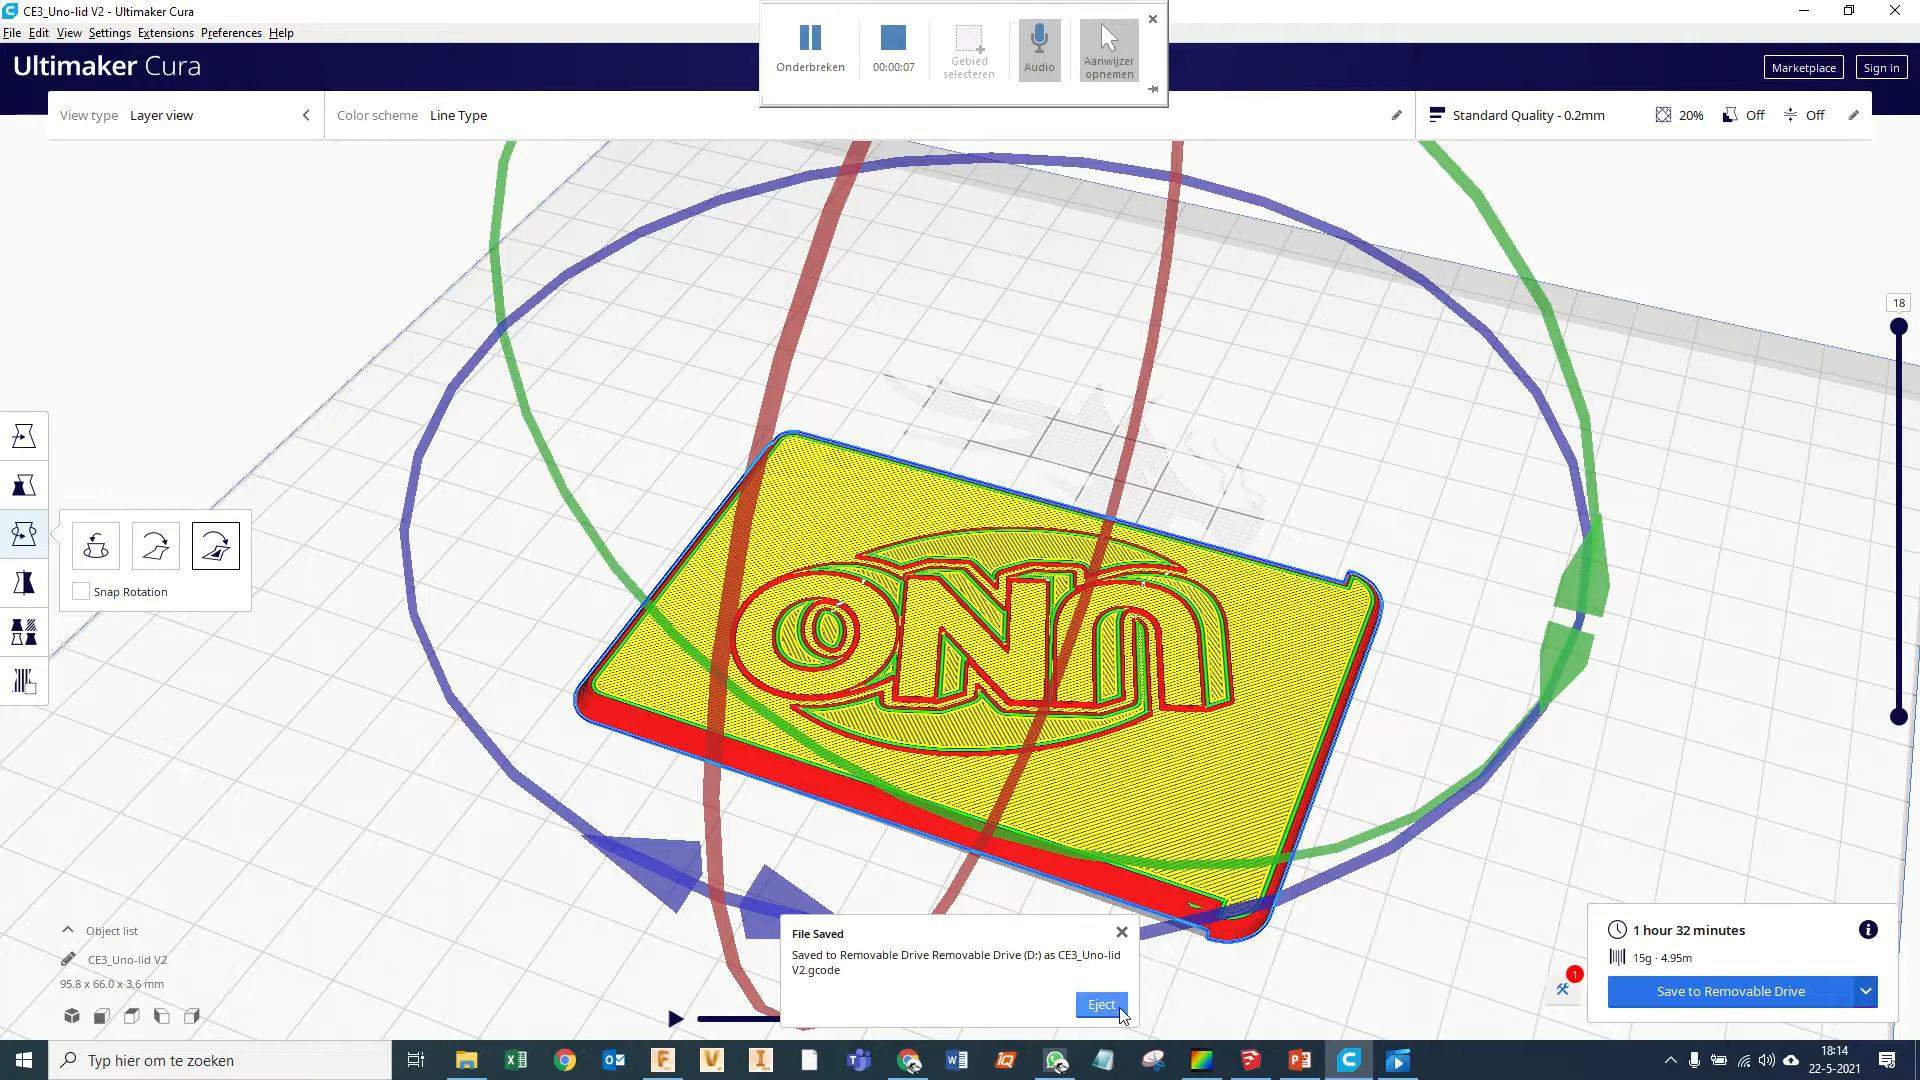 CE3_Uno-lid V2 - Ultimaker Cura
File Edit View Settings Extensions Preferences Help
Onderbreken
00:00:07
Gebied
selecteren
Audio
Aanwijzer
opnemen
Ultimaker Cura
Marketplace
Sign in
View type Layer view
Color scheme Line Type
Standard Quality - 0.2mm
20%
Off
Off
18
UNO
Snap Rotation
Object list
CE3_Uno-lid V2
95.8 x 66.0 x 3.6 mm
File Saved
Saved to Removable Drive Removable Drive (D:) as CE3_Uno-lid
V2.gcode
Eject
1 hour 32 minutes
15g · 4.95m
1
Save to Removable Drive
Typ hier om te zoeken
18:14
22-5-2021